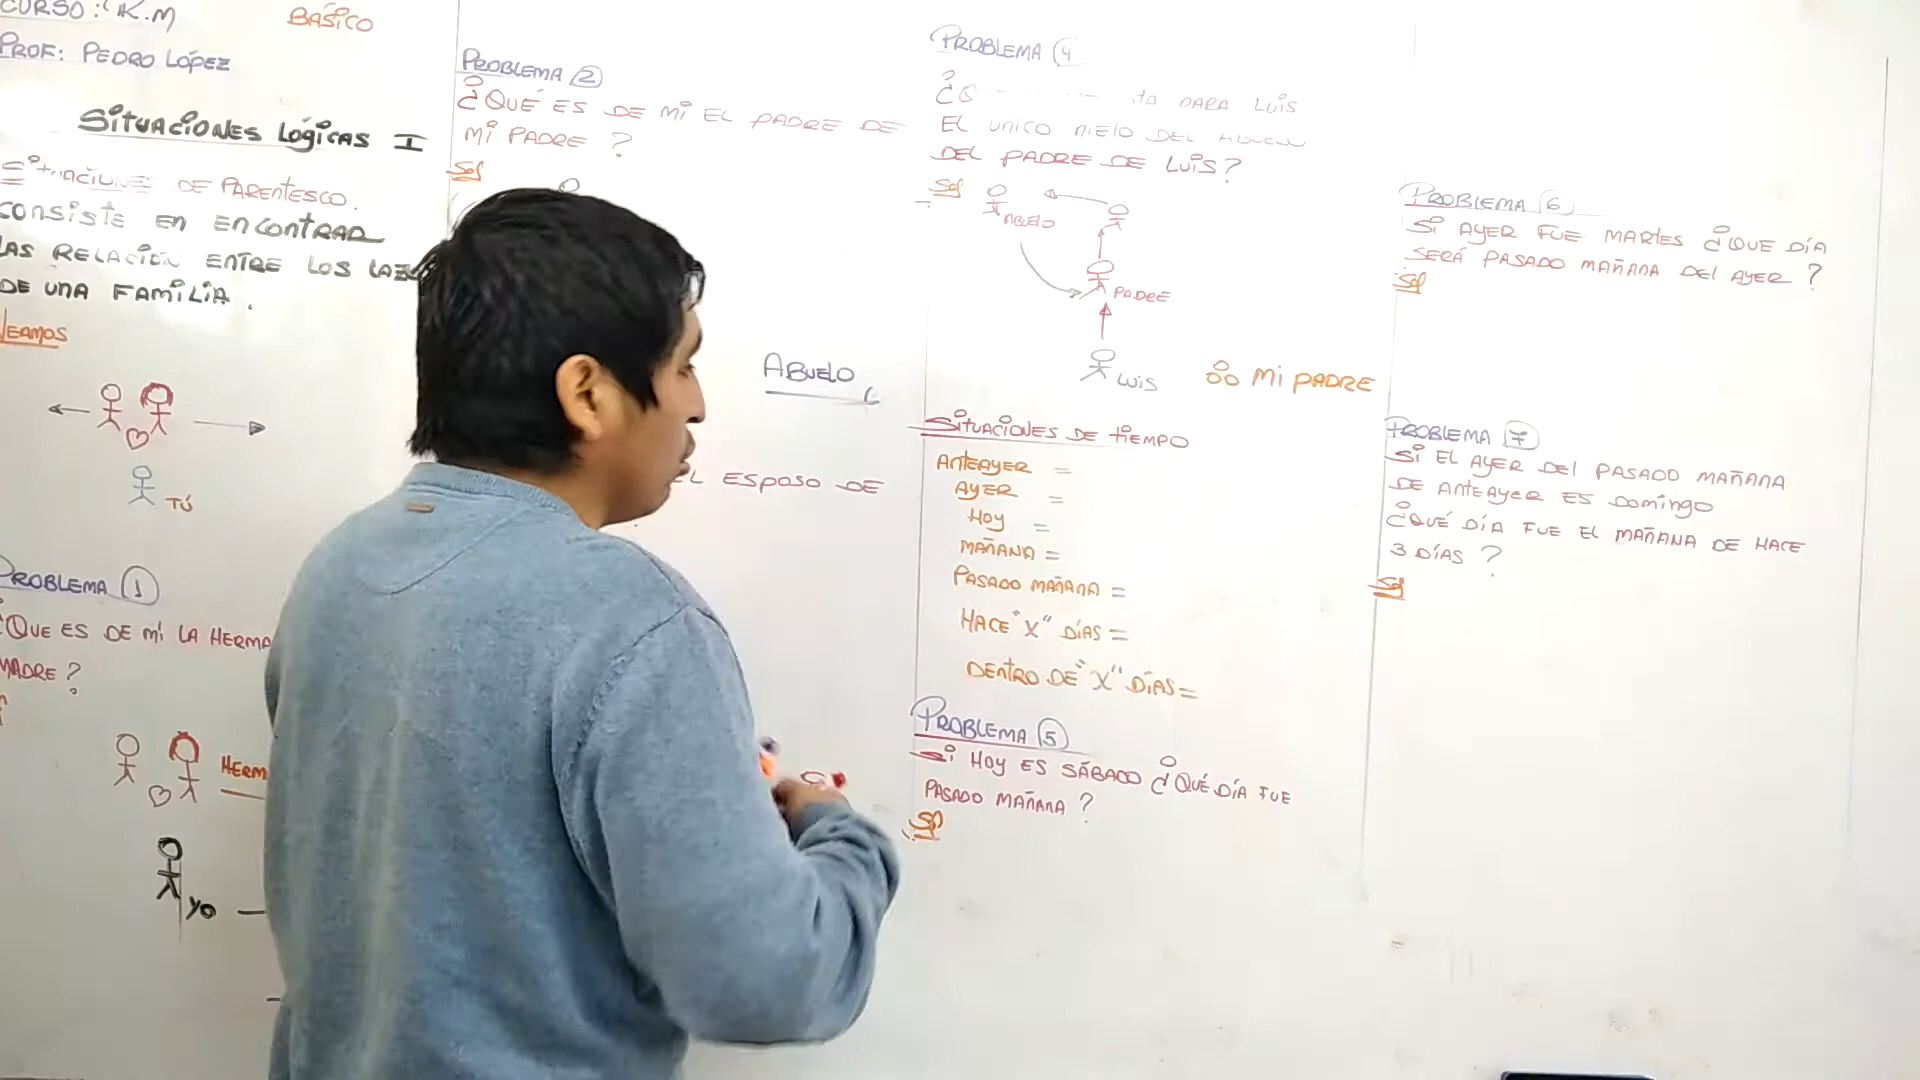 CURSO: K.M
BÁSICO
PROF: PEDRO LÓPEZ
SITUACIONES LÓGICAS I
DE PARENTESCO.
CONSISTE EN ENCONTRAR
LAS RELACIÓN ENTRE LOS
DE UNA FAMILIA.
VEAMOS
TÚ
PROBLEMA 1
¿QUE ES DE MÍ LA HERMA
MADRE?
HERM
YO
PROBLEMA 2
¿QUÉ ES DE MI EL PADRE DE
MI PADRE ?
Sol
ABUELO
EL ESPOSO DE
PROBLEMA 4
PARA LUIS
EL UNICO NIETO DEL ABUELO
DEL PADRE DE LUIS?
Sol
ABUELO
PADRE
LUIS
MI PADRE
SITUACIONES DE TIEMPO
ANTEAYER =
AYER =
HOY =
MAÑANA =
PASADO MAÑANA =
HACE "X" DÍAS =
DENTRO DE "X" DÍAS =
PROBLEMA 5
SI HOY ES SÁBADO ¿QUÉ DÍA FUE
PASADO MAÑANA ?
Sol
PROBLEMA 6
SI AYER FUE MARTES ¿QUE DÍA
SERÁ PASADO MAÑANA DEL AYER ?
Sol
PROBLEMA 7
SI EL AYER DEL PASADO MAÑANA
DE ANTEAYER ES DOMINGO
¿QUÉ DÍA FUE EL MAÑANA DE HACE
3 DÍAS ?
Sol